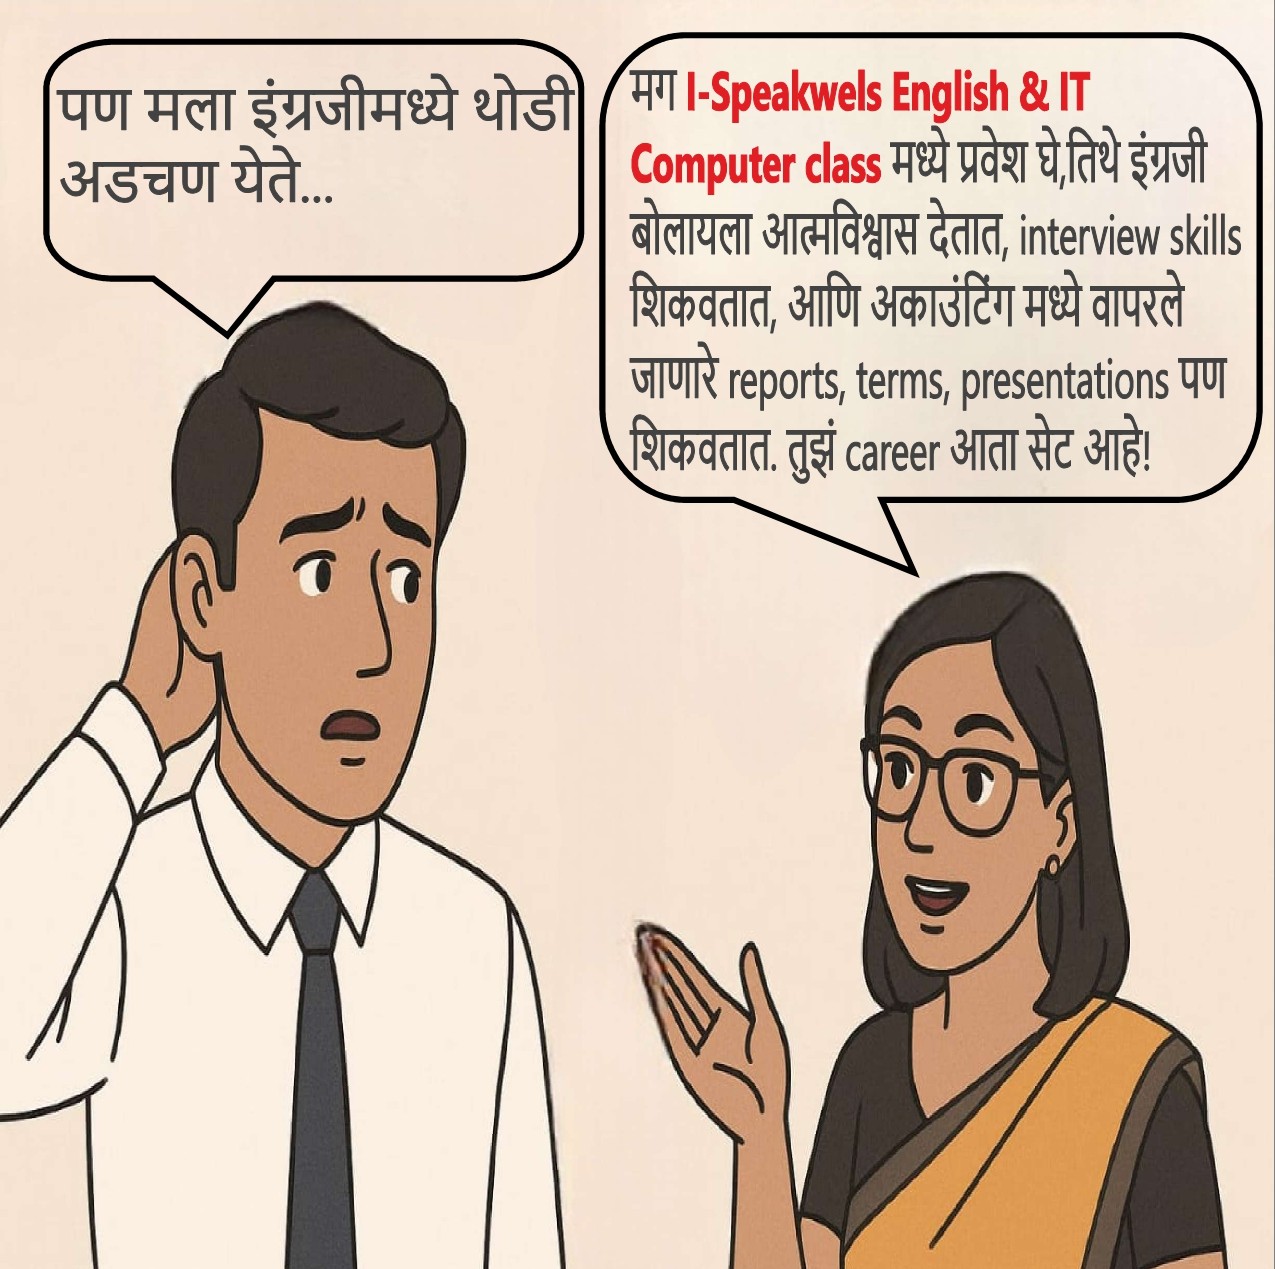 पण मला इंग्रजीमध्ये थोडी
अडचण येते...
मग I-Speakwels English & IT
Computer class मध्ये प्रवेश घे,तिथे इंग्रजी
बोलायला आत्मविश्वास देतात, interview skills
शिकवतात, आणि अकाउंटिंग मध्ये वापरले
जाणारे reports, terms, presentations पण
शिकवतात. तुझं career आता सेट आहे!